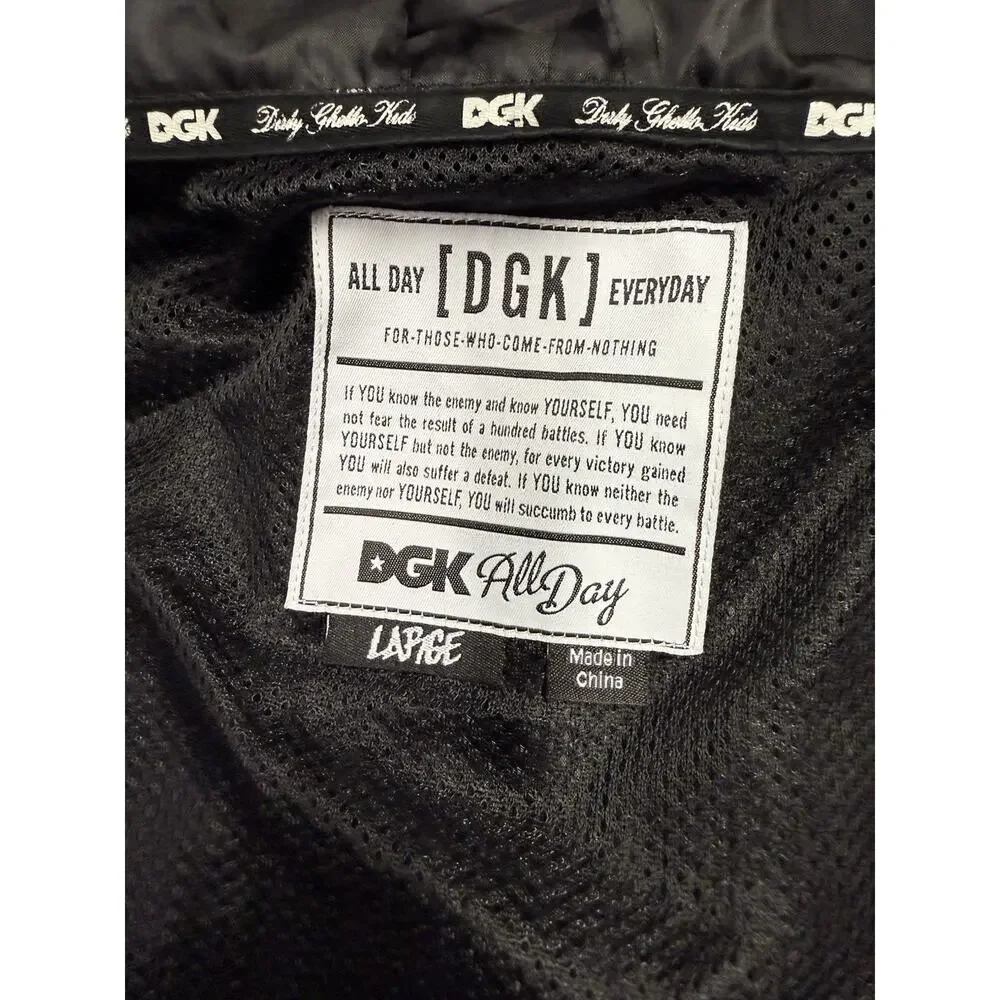 DGK Dirty Ghetto Kids DGK Dirty Ghetto Kids DGK
ALL DAY [DGK] EVERYDAY
FOR-THOSE-WHO-COME-FROM-NOTHING
If YOU know the enemy and know YOURSELF, YOU need
not fear the result of a hundred battles. If YOU know
YOURSELF but not the enemy, for every victory gained
YOU will also suffer a defeat. If YOU know neither the
enemy nor YOURSELF, YOU will succumb to every battle.
DGK All Day
LARGE
Made in
China